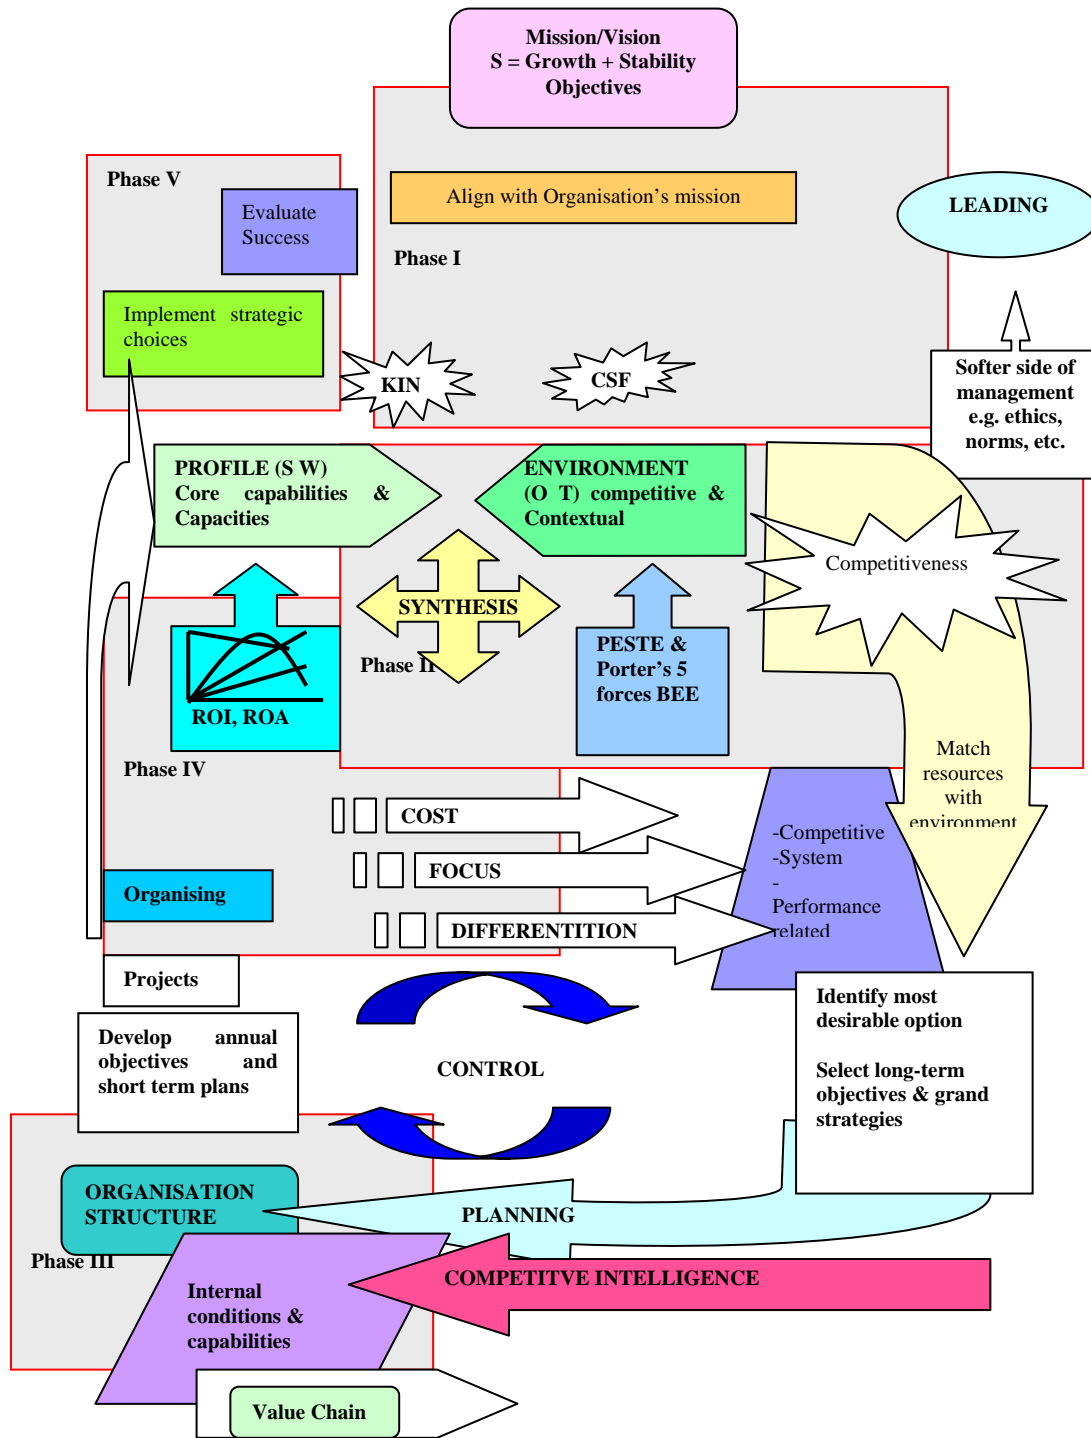 Mission/Vision
S = Growth + Stability
Objectives
Phase V
Evaluate
Success
Align with Organisation's mission
LEADING
Phase I
Implement strategic
choices
KIN
CSF
Softer side of
management
e.g. ethics,
norms, etc.
PROFILE (S W)
Core capabilities &
Capacities
ENVIRONMENT
(O T) competitive &
Contextual
Competitiveness
SYNTHESIS
Phase II
PESTE &
Porter's 5
forces BEE
ROI, ROA
Phase IV
Match
resources
with
environment
COST
-Competitive
-System
-
Performance
related
FOCUS
Organising
DIFFERENTITION
Projects
Identify most
desirable option
Select long-term
objectives & grand
strategies
Develop annual
objectives and
short term plans
CONTROL
ORGANISATION
STRUCTURE
PLANNING
Phase III
COMPETITVE INTELLIGENCE
Internal
conditions &
capabilities
Value Chain